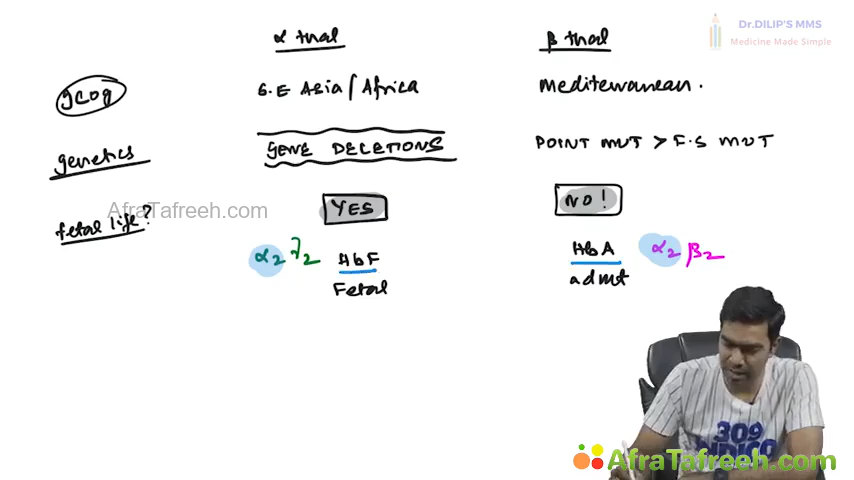 Dr.DILIP'S MMS
Medicine Made Simple
α thal β thal
geog S.E Asia / Africa Mediterranean.
genetics GENE DELETIONS POINT MUT > F.S MUT
fetal life? YES NO!
AfraTafreeh.com
α2 γ2 HbF HbA α2 β2
Fetal adult
309
AfraTafreeh.com